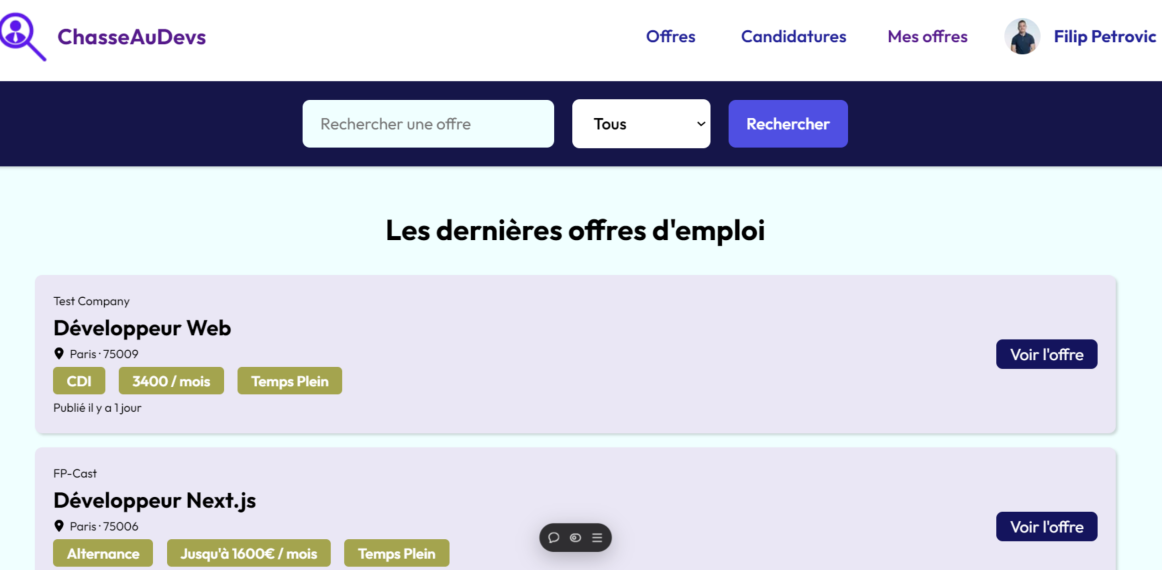 ChasseAuDevs Offres Candidatures Mes offres Filip Petrovic
Rechercher une offre Tous Rechercher
Les dernières offres d'emploi
Test Company
Développeur Web
Paris · 75009
Voir l'offre
CDI 3400 / mois Temps Plein
Publié il y a 1 jour
FP-Cast
Développeur Next.js
Paris · 75006
Voir l'offre
Alternance Jusqu'à 1600€ / mois Temps Plein